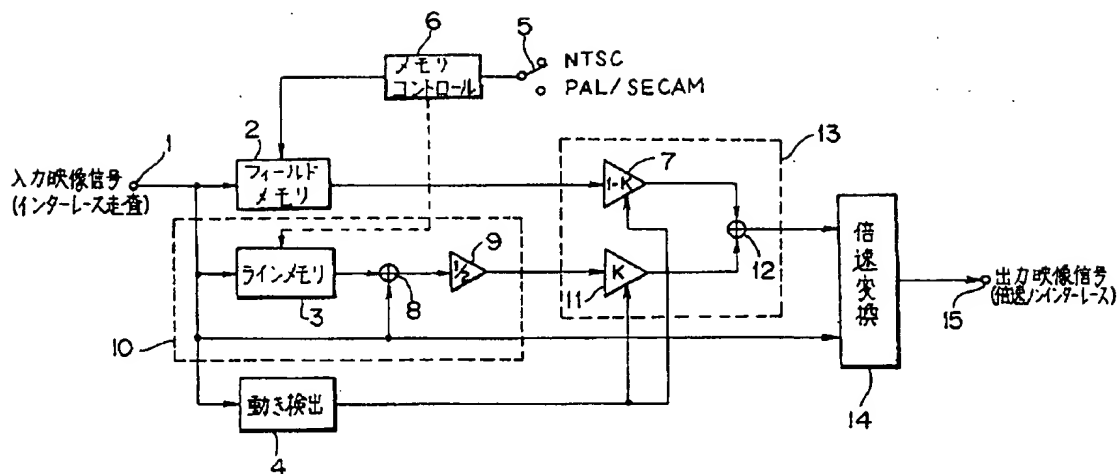 6
メモリ
コントロール
5
NTSC
PAL/SECAM
1
入力映像信号
(インターレース走査)
2
フィールド
メモリ
13
7
1-K
ラインメモリ
3
8
1/2
9
K
11
12
10
倍速変換
14
出力映像信号
(倍速ノンインターレース)
15
動き検出
4